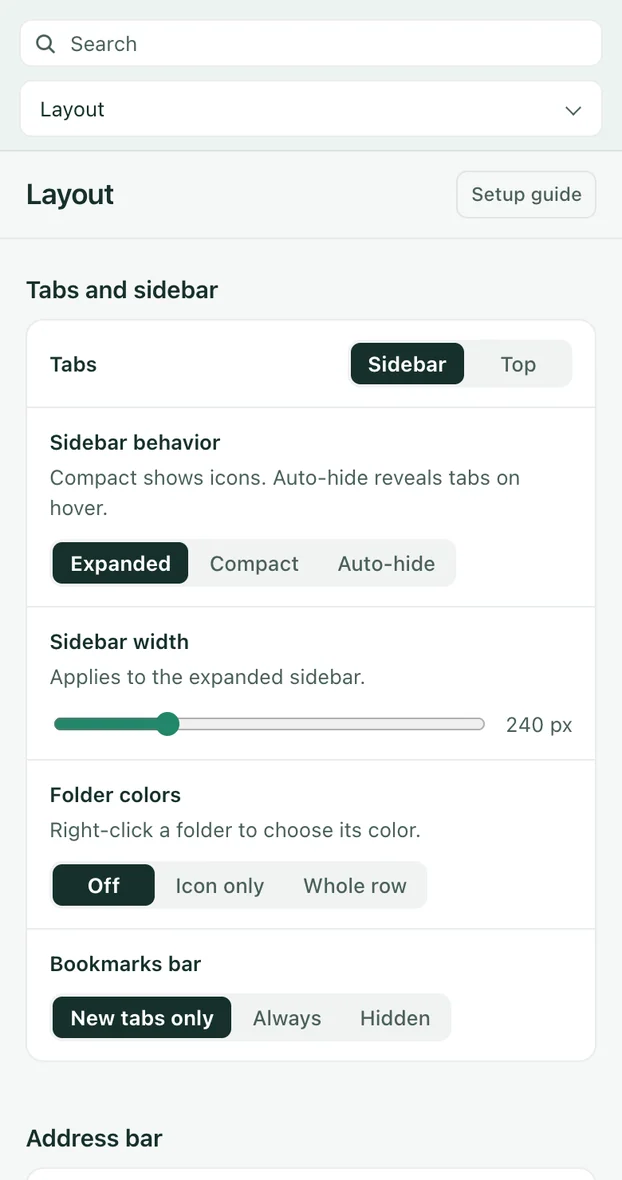 Search
Layout
Layout
Setup guide
Tabs and sidebar
Tabs
Sidebar
Top
Sidebar behavior
Compact shows icons. Auto-hide reveals tabs on
hover.
Expanded
Compact
Auto-hide
Sidebar width
Applies to the expanded sidebar.
240 px
Folder colors
Right-click a folder to choose its color.
Off
Icon only
Whole row
Bookmarks bar
New tabs only
Always
Hidden
Address bar